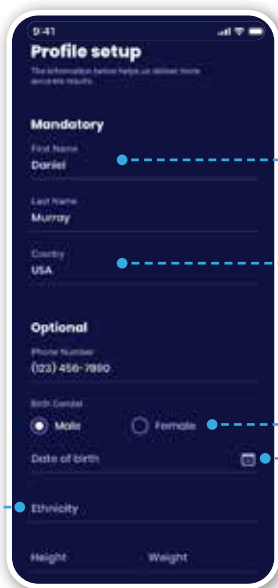 9:41
Profile setup
The information below helps us deliver more
accurate results.
Mandatory
First Name
Daniel
Last Name
Murray
Country
USA
Optional
Phone Number
(123) 456-7890
Birth Gender
Male Female
Date of birth
Ethnicity
Height Weight